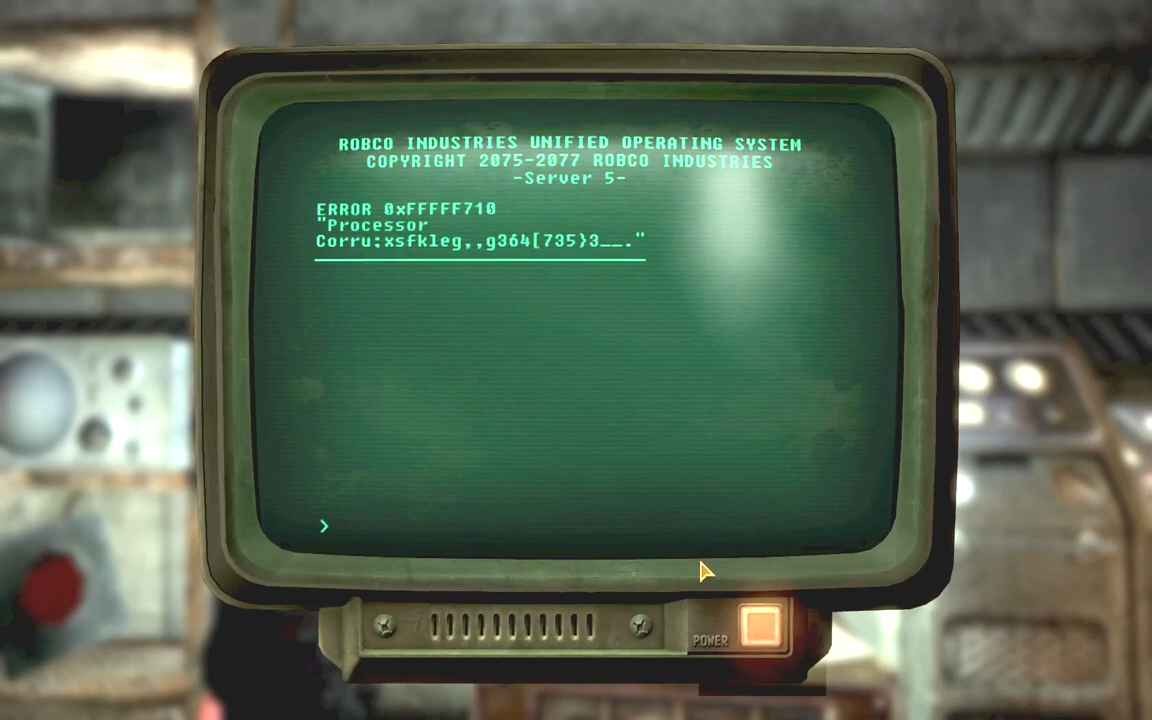 ROBCO INDUSTRIES UNIFIED OPERATING SYSTEM
COPYRIGHT 2075-2077 ROBCO INDUSTRIES
-Server 5-
ERROR 0xFFFFF710
"Processor
Corru;xsfkleg,,g364[735}3__."
>
POWER